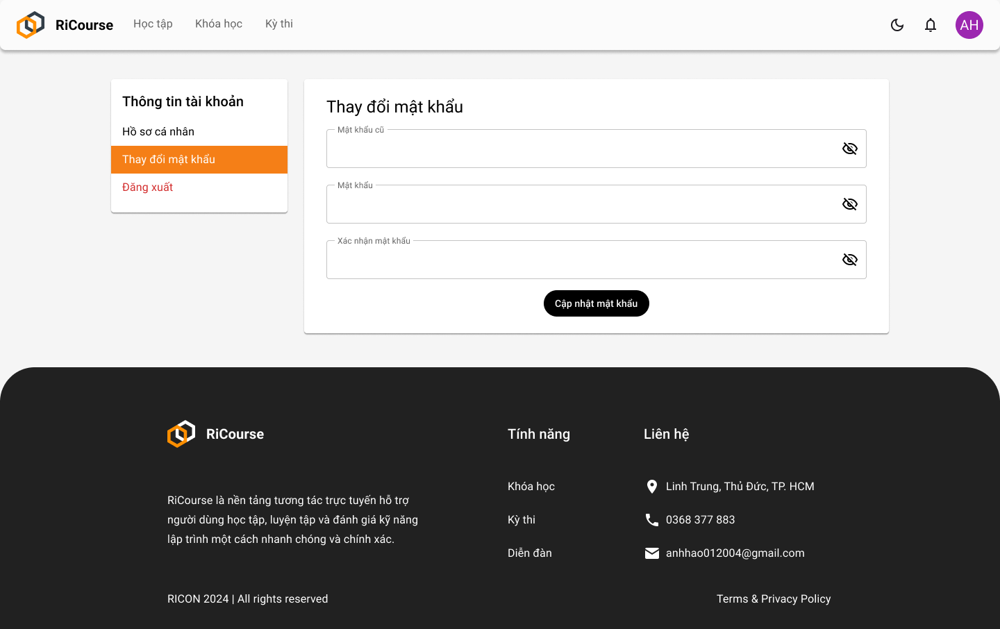 RiCourse
Học tập
Khóa học
Kỳ thi
AH
Thông tin tài khoản
Hồ sơ cá nhân
Thay đổi mật khẩu
Đăng xuất
Thay đổi mật khẩu
Mật khẩu cũ
Mật khẩu
Xác nhận mật khẩu
Cập nhật mật khẩu
RiCourse
RiCourse là nền tảng tương tác trực tuyến hỗ trợ
người dùng học tập, luyện tập và đánh giá kỹ năng
lập trình một cách nhanh chóng và chính xác.
Tính năng
Khóa học
Kỳ thi
Diễn đàn
Liên hệ
Linh Trung, Thủ Đức, TP. HCM
0368 377 883
anhhao012004@gmail.com
RICON 2024 | All rights reserved
Terms & Privacy Policy